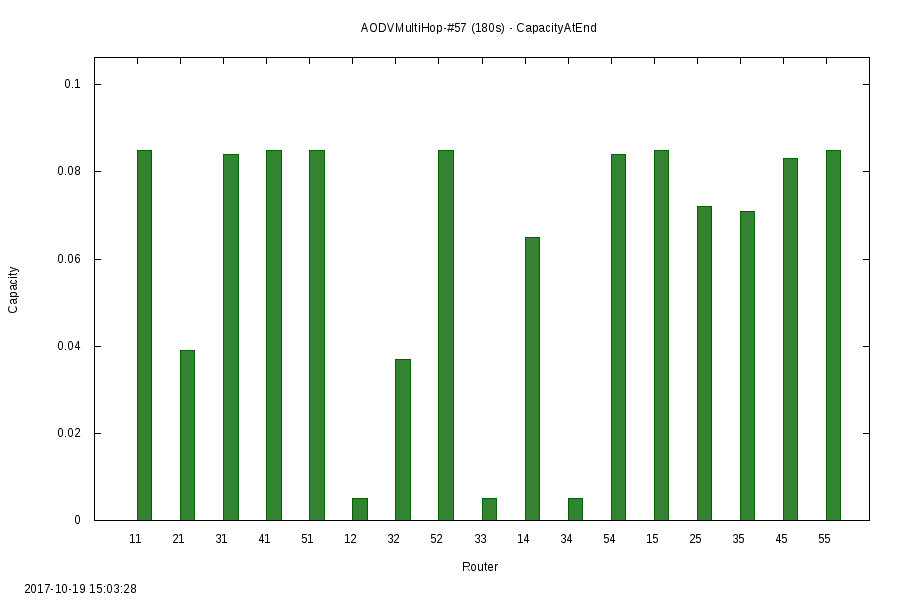 AODVMultiHop-#57 (180s) - CapacityAtEnd
0.1
0.08
0.06
0.04
0.02
0
Capacity
11 21 31 41 51 12 32 52 33 14 34 54 15 25 35 45 55
Router
2017-10-19 15:03:28